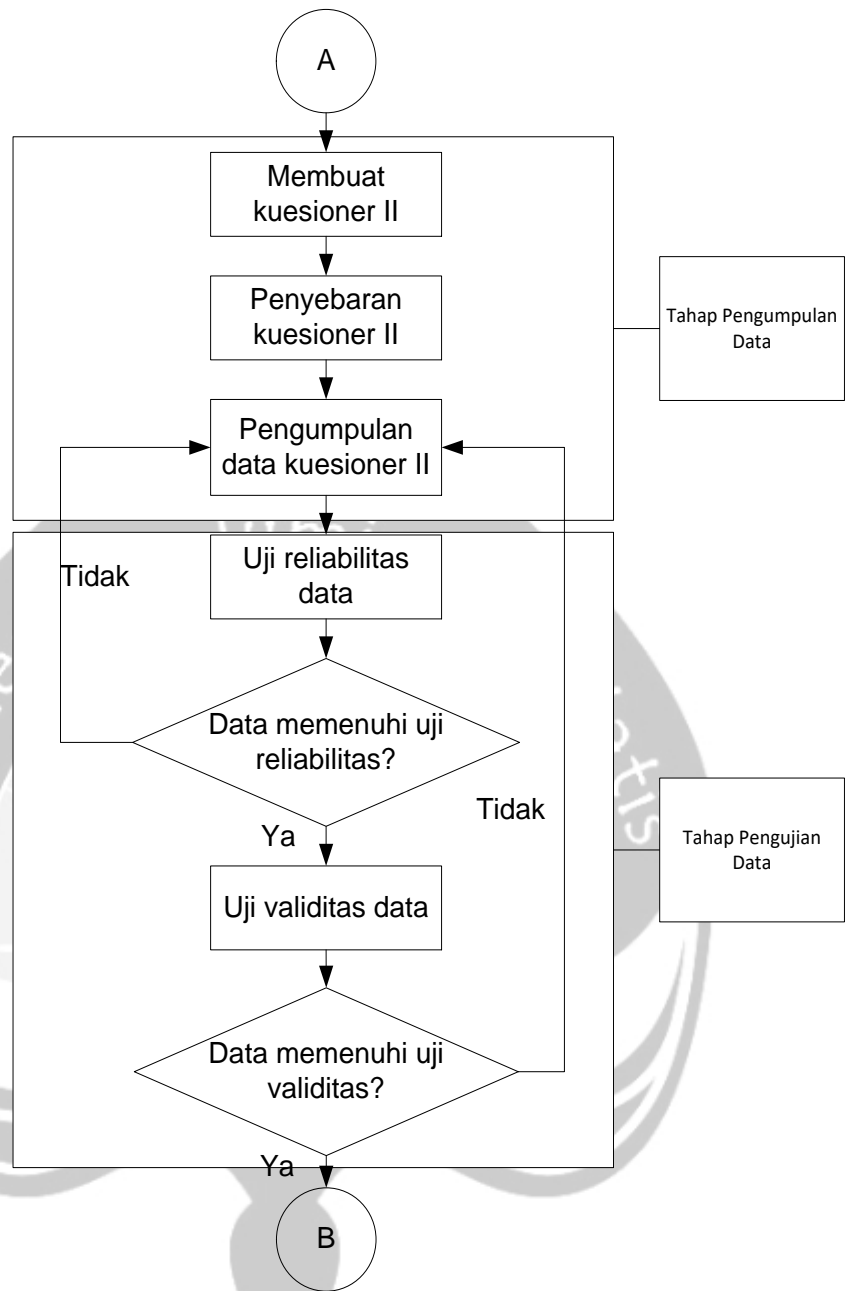 A
Membuat
kuesioner II
Penyebaran
kuesioner II
Tahap Pengumpulan
Data
Pengumpulan
data kuesioner II
Uji reliabilitas
data
Tidak
Data memenuhi uji
reliabilitas?
Tidak
Ya
Tahap Pengujian
Data
Uji validitas data
Data memenuhi uji
validitas?
Ya
B